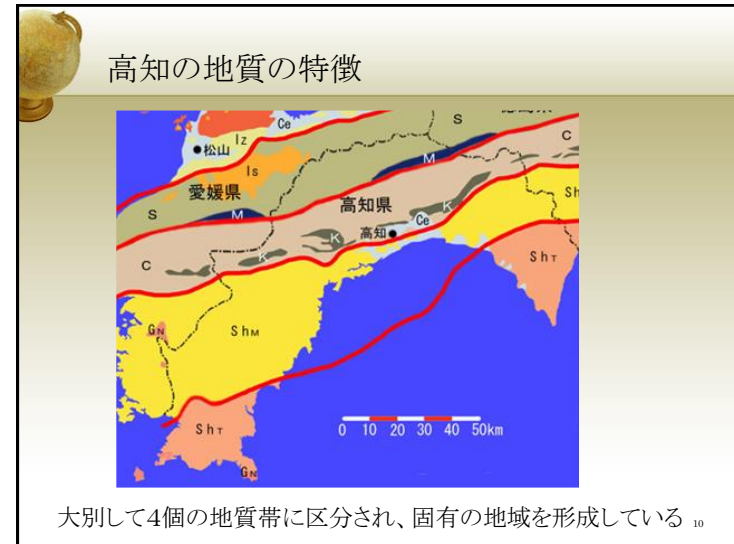 高知の地質の特徴
Ce
Iz
S
松山
M
Is
C
愛媛県
高知県
Sh
K
S
M
Ce
高知
K
ShT
K
C
GN
ShM
ShT
0 10 20 30 40 50km
GN
大別して4個の地質帯に区分され、固有の地域を形成している
10